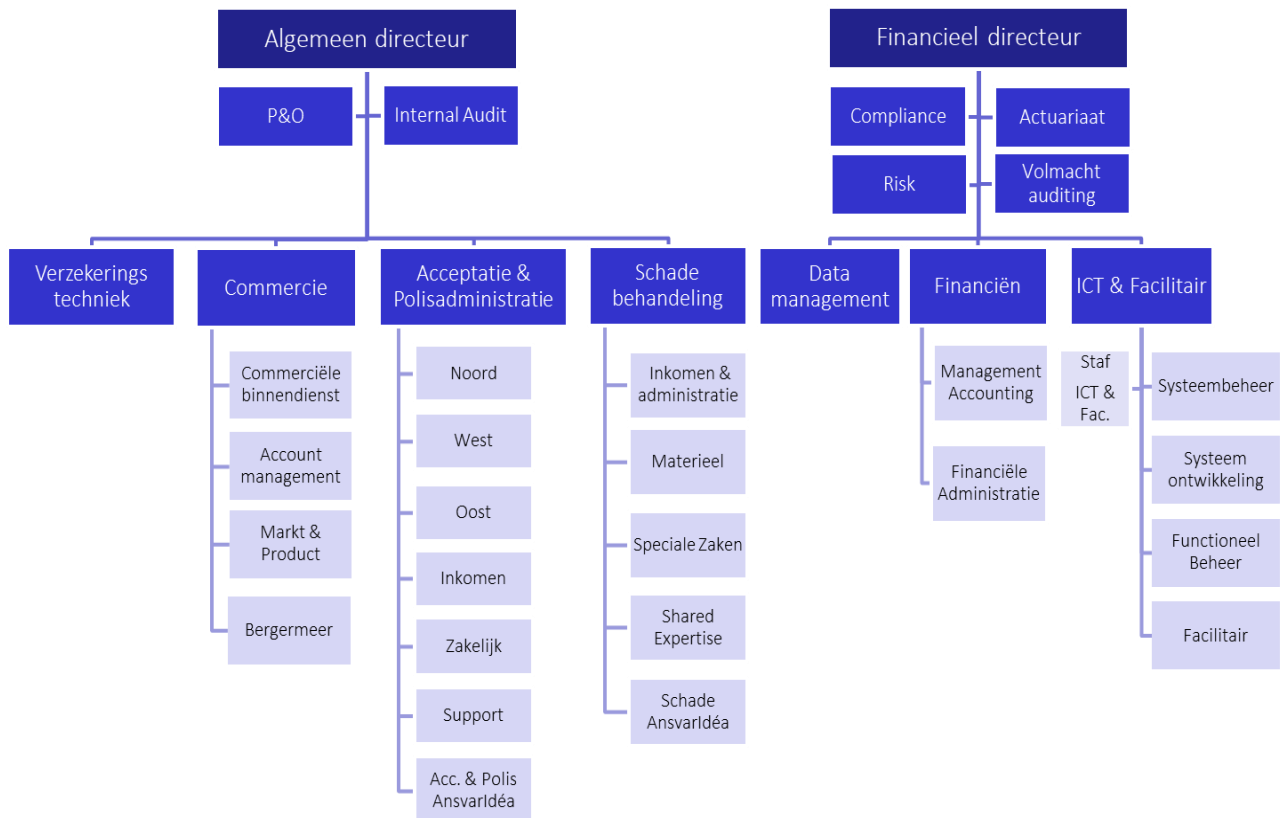 Algemeen directeur
P&O
Internal Audit
Verzekerings
techniek
Commercie
Commerciële
binnendienst
Account
management
Markt &
Product
Bergermeer
Acceptatie &
Polisadministratie
Noord
West
Oost
Inkomen
Zakelijk
Support
Acc. & Polis
AnsvarIdéa
Schade
behandeling
Inkomen &
administratie
Materieel
Speciale Zaken
Shared
Expertise
Schade
AnsvarIdéa
Financieel directeur
Compliance
Actuariaat
Risk
Volmacht
auditing
Data
management
Financiën
Management
Accounting
Financiële
Administratie
ICT & Facilitair
Staf
ICT &
Fac.
Systeembeheer
Systeem
ontwikkeling
Functioneel
Beheer
Facilitair